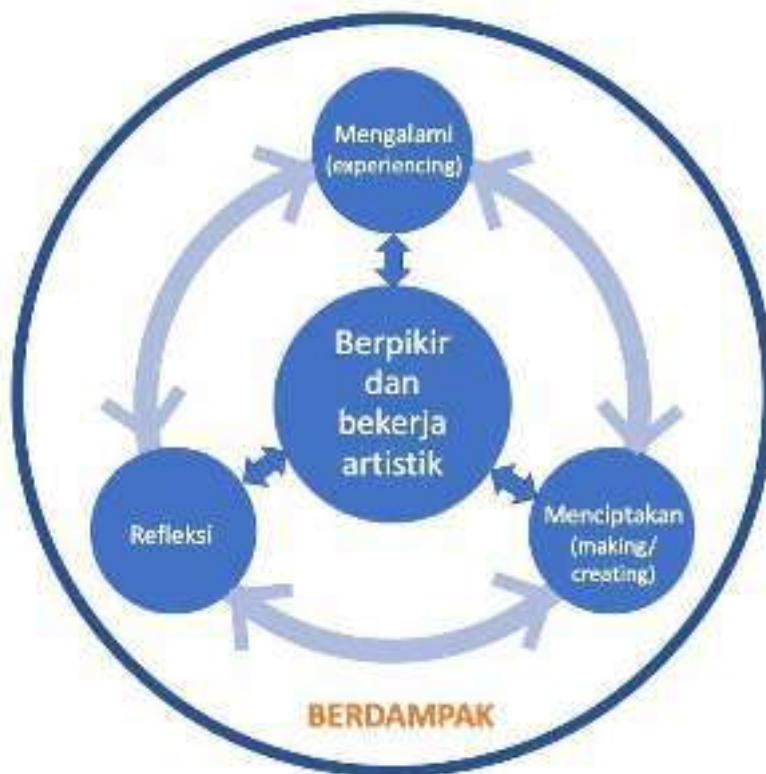 Mengalami
(experiencing)
Berpikir
dan
bekerja
artistik
Refleksi
Menciptakan
(making/
creating)
BERDAMPAK